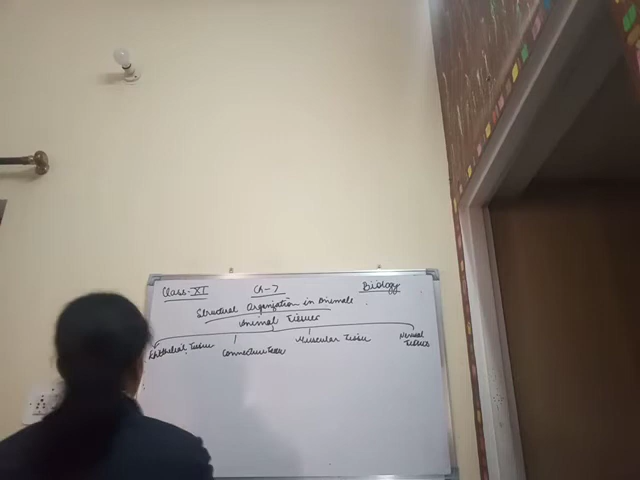 Class-XI Ch-7 Biology
Structural Organization in Animals
Animal Tissues
Epithelial Tissue Connective Tissue Muscular Tissue Neural Tissues